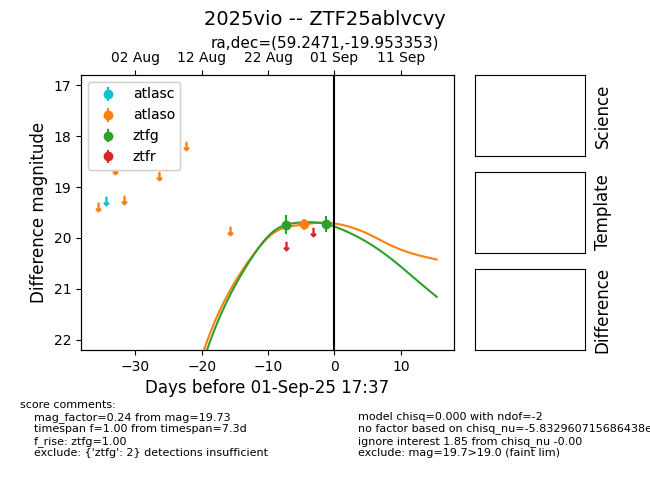 2025vio -- ZTF25ablvcvy
ra,dec=(59.2471,-19.953353)
02 Aug 12 Aug 22 Aug 01 Sep 11 Sep
17
18
19
20
21
22
Difference magnitude
atlasc
atlaso
ztfg
ztfr
−30 −20 −10 0 10
Days before 01-Sep-25 17:37
Science
Template
Difference
score comments:
mag_factor=0.24 from mag=19.73
timespan f=1.00 from timespan=7.3d
f_rise: ztfg=1.00
exclude: {'ztfg': 2} detections insufficient
model chisq=0.000 with ndof=-2
no factor based on chisq_nu=-5.832960715686438e
ignore interest 1.85 from chisq_nu -0.00
exclude: mag=19.7>19.0 (faint lim)